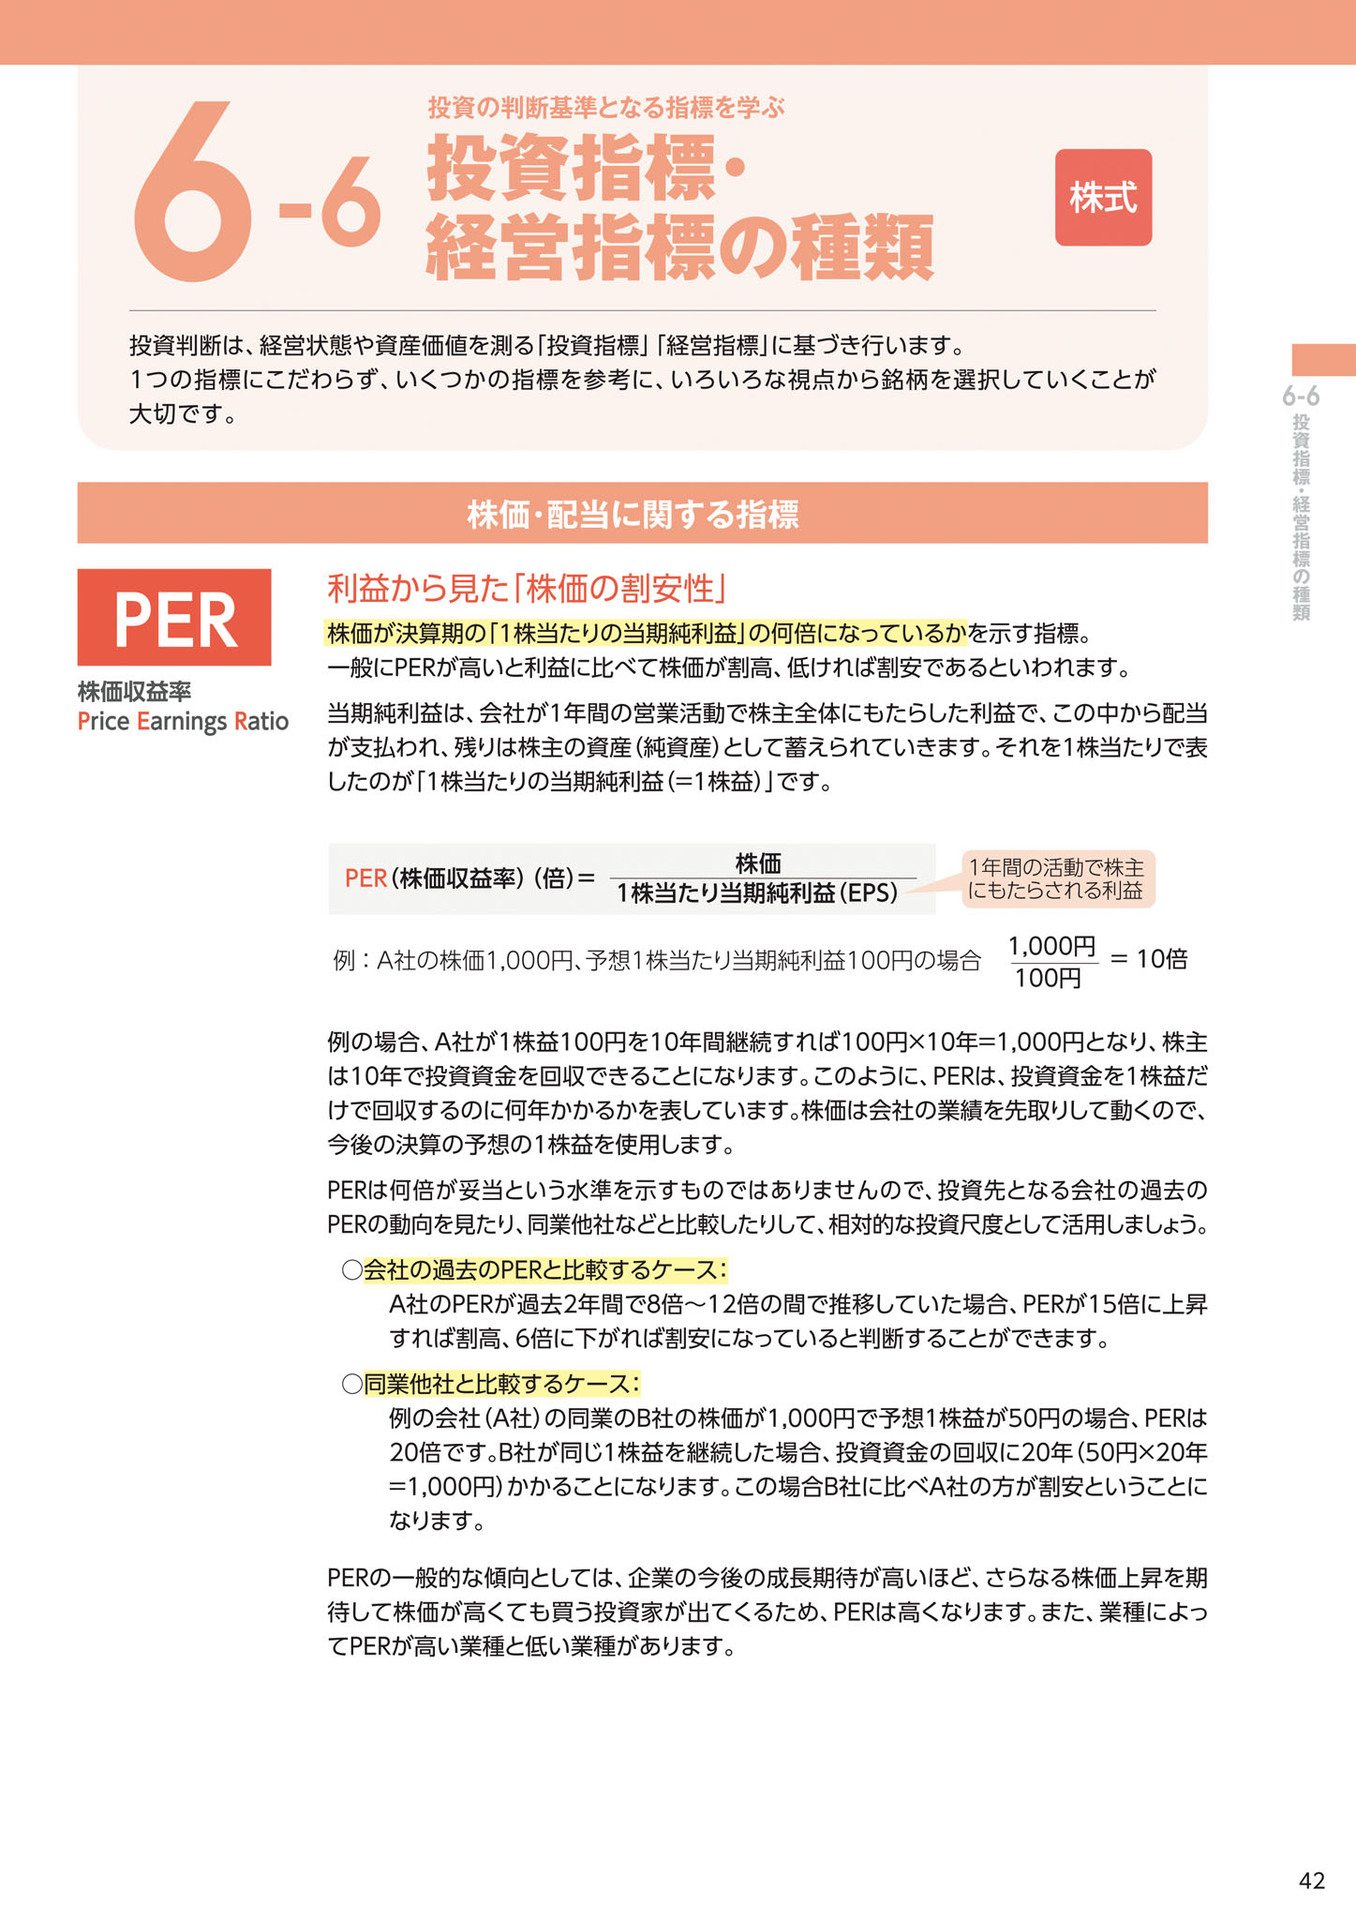 6-6
投資の判断基準となる指標を学ぶ
投資指標・
経営指標の種類
株式
投資判断は、経営状態や資産価値を測る「投資指標」「経営指標」に基づき行います。
1つの指標にこだわらず、いくつかの指標を参考に、いろいろな視点から銘柄を選択していくことが
大切です。
6-6
投資指標・経営指標の種類
株価・配当に関する指標
PER
株価収益率
Price Earnings Ratio
利益から見た「株価の割安性」
株価が決算期の「1株当たりの当期純利益」の何倍になっているかを示す指標。
一般にPERが高いと利益に比べて株価が割高、低ければ割安であるといわれます。
当期純利益は、会社が1年間の営業活動で株主全体にもたらした利益で、この中から配当
が支払われ、残りは株主の資産（純資産）として蓄えられていきます。それを1株当たりで表
したのが「1株当たりの当期純利益（＝1株益）」です。
PER（株価収益率）（倍）＝
株価
1株当たり当期純利益（EPS）
1年間の活動で株主
にもたらされる利益
例：A社の株価1,000円、予想1株当たり当期純利益100円の場合
1,000円
100円
＝ 10倍
例の場合、A社が1株益100円を10年間継続すれば100円×10年＝1,000円となり、株主
は10年で投資資金を回収できることになります。このように、PERは、投資資金を1株益だ
けで回収するのに何年かかるかを表しています。株価は会社の業績を先取りして動くので、
今後の決算の予想の1株益を使用します。
PERは何倍が妥当という水準を示すものではありませんので、投資先となる会社の過去の
PERの動向を見たり、同業他社などと比較したりして、相対的な投資尺度として活用しましょう。
○会社の過去のPERと比較するケース：
A社のPERが過去2年間で8倍～12倍の間で推移していた場合、PERが15倍に上昇
すれば割高、6倍に下がれば割安になっていると判断することができます。
○同業他社と比較するケース：
例の会社（A社）の同業のB社の株価が1,000円で予想1株益が50円の場合、PERは
20倍です。B社が同じ1株益を継続した場合、投資資金の回収に20年（50円×20年
＝1,000円）かかることになります。この場合B社に比べA社の方が割安ということに
なります。
PERの一般的な傾向としては、企業の今後の成長期待が高いほど、さらなる株価上昇を期
待して株価が高くても買う投資家が出てくるため、PERは高くなります。また、業種によっ
てPERが高い業種と低い業種があります。
42